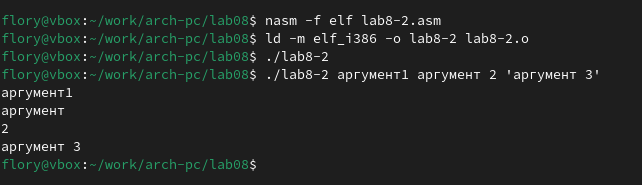 flory@vbox:~/work/arch-pc/lab08$ nasm -f elf lab8-2.asm
flory@vbox:~/work/arch-pc/lab08$ ld -m elf_i386 -o lab8-2 lab8-2.o
flory@vbox:~/work/arch-pc/lab08$ ./lab8-2
flory@vbox:~/work/arch-pc/lab08$ ./lab8-2 аргумент1 аргумент 2 'аргумент 3'
аргумент1
аргумент
2
аргумент 3
flory@vbox:~/work/arch-pc/lab08$